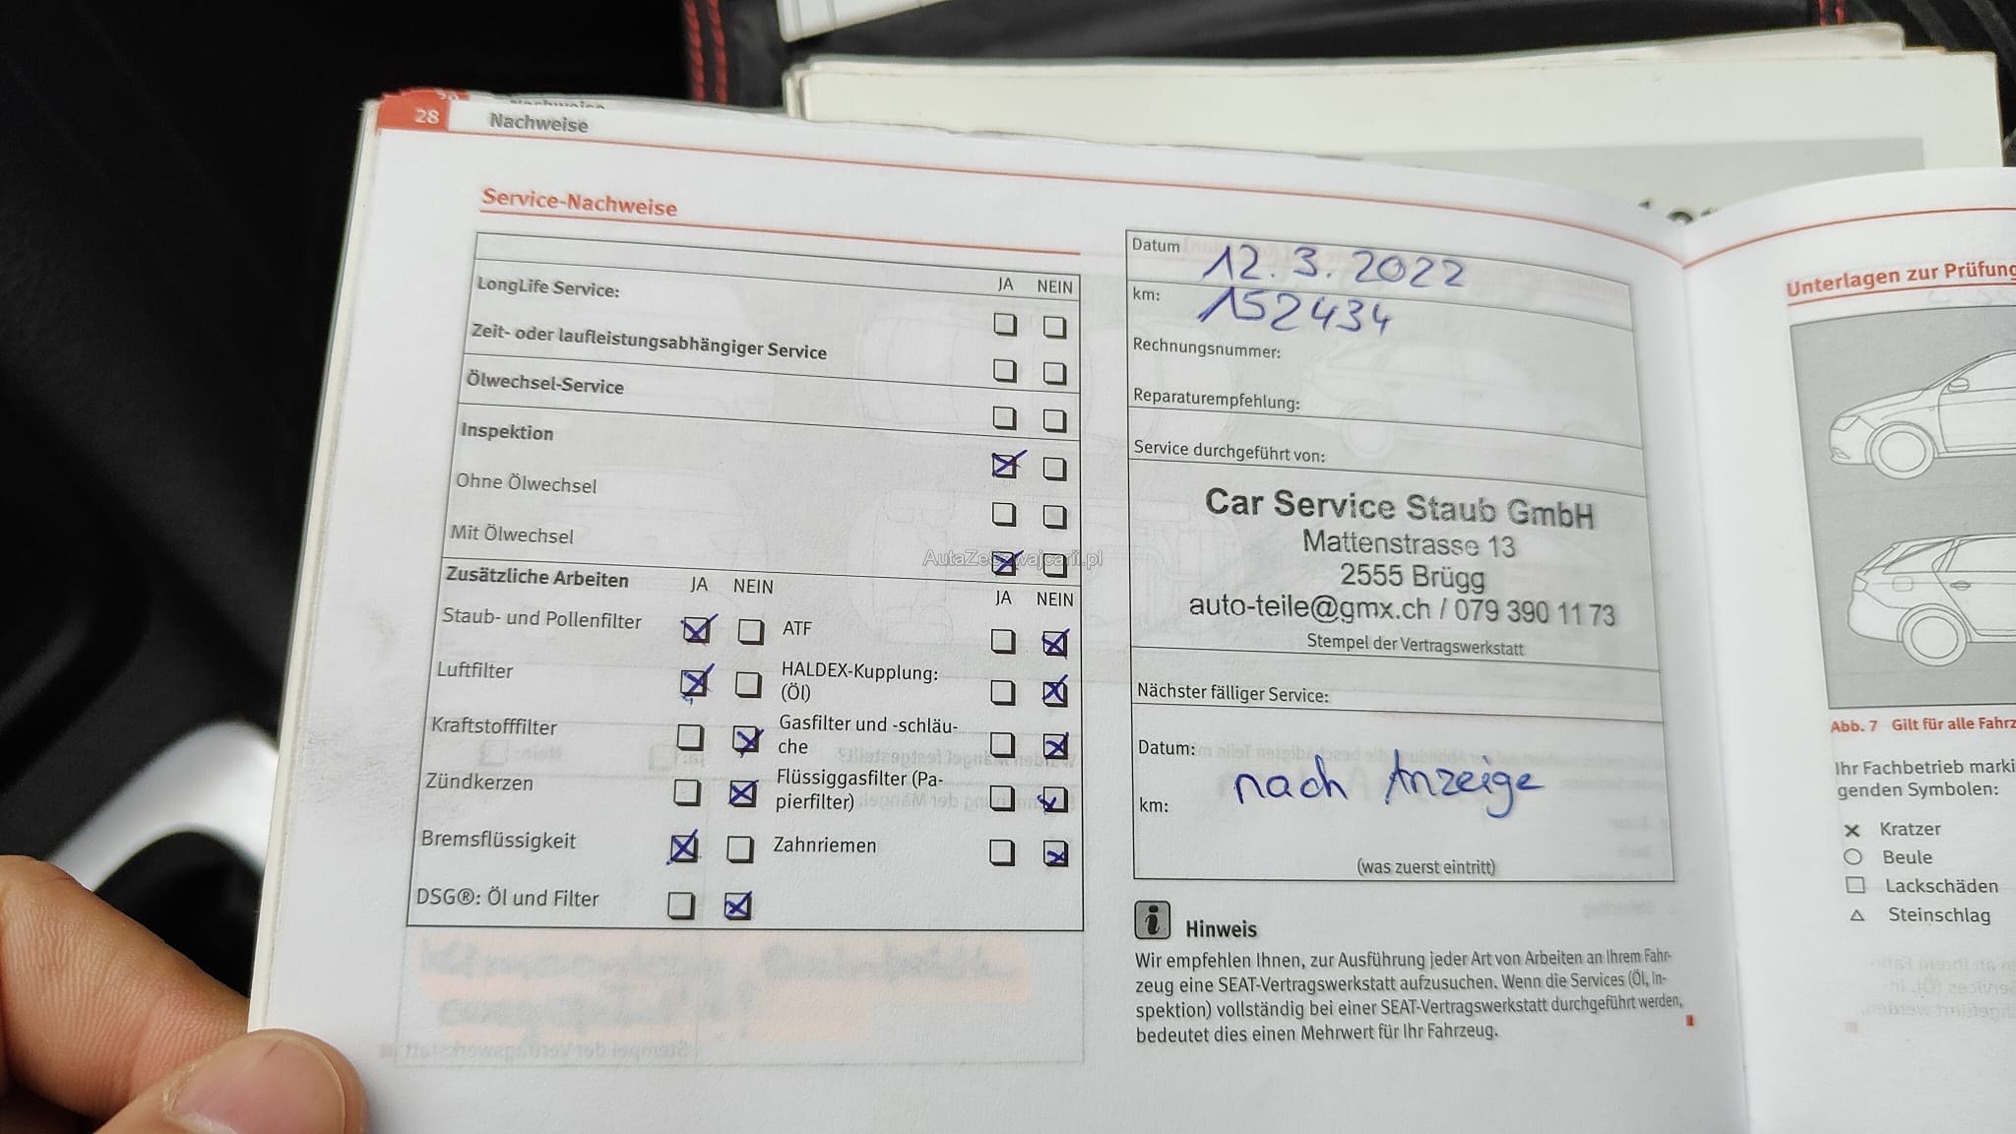 28 Nachweise
Service-Nachweise
JA NEIN
LongLife Service:
Zeit- oder laufleistungsabhängiger Service
Ölwechsel-Service
Inspektion
Ohne Ölwechsel
Mit Ölwechsel
Zusätzliche Arbeiten JA NEIN JA NEIN
Staub- und Pollenfilter ATF
Luftfilter HALDEX-Kupplung:
(Öl)
Kraftstofffilter Gasfilter und -schläu-
che
Zündkerzen Flüssiggasfilter (Pa-
pierfilter)
Bremsflüssigkeit Zahnriemen
DSG®: Öl und Filter
Datum 12.3.2022
km: 152434
Rechnungsnummer:
Reparaturempfehlung:
Service durchgeführt von:
Car Service Staub GmbH
Mattenstrasse 13
2555 Brügg
auto-teile@gmx.ch / 079 390 11 73
Stempel der Vertragswerkstatt
Nächster fälliger Service:
Datum:
nach Anzeige
km:
(was zuerst eintritt)
Hinweis
Wir empfehlen Ihnen, zur Ausführung jeder Art von Arbeiten an Ihrem Fahr-
zeug eine SEAT-Vertragswerkstatt aufzusuchen. Wenn die Services (Öl, In-
spektion) vollständig bei einer SEAT-Vertragswerkstatt durchgeführt werden,
bedeutet dies einen Mehrwert für Ihr Fahrzeug.
Unterlagen zur Prüfung
Abb. 7 Gilt für alle Fahrz
Ihr Fachbetrieb marki
genden Symbolen:
Kratzer
Beule
Lackschäden
Steinschlag